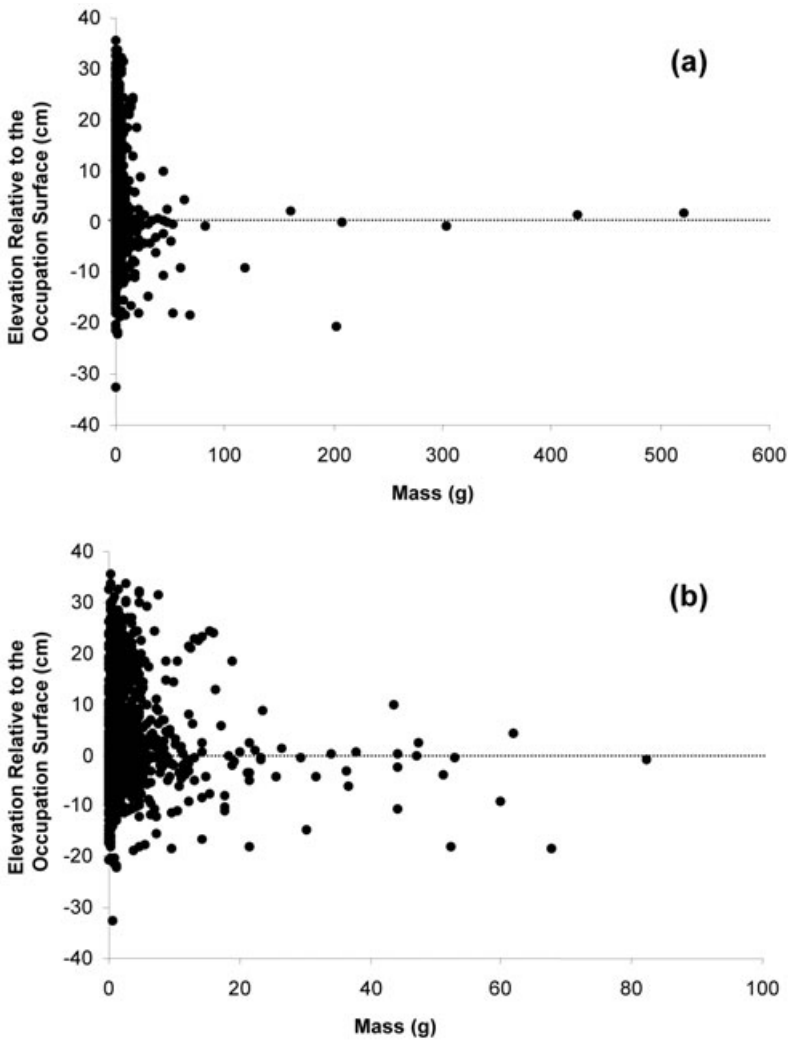 (a)
Elevation Relative to the
Occupation Surface (cm)
40
30
20
10
0
-10
-20
-30
-40
0 100 200 300 400 500 600
Mass (g)
(b)
Elevation Relative to the
Occupation Surface (cm)
40
30
20
10
0
-10
-20
-30
-40
0 20 40 60 80 100
Mass (g)